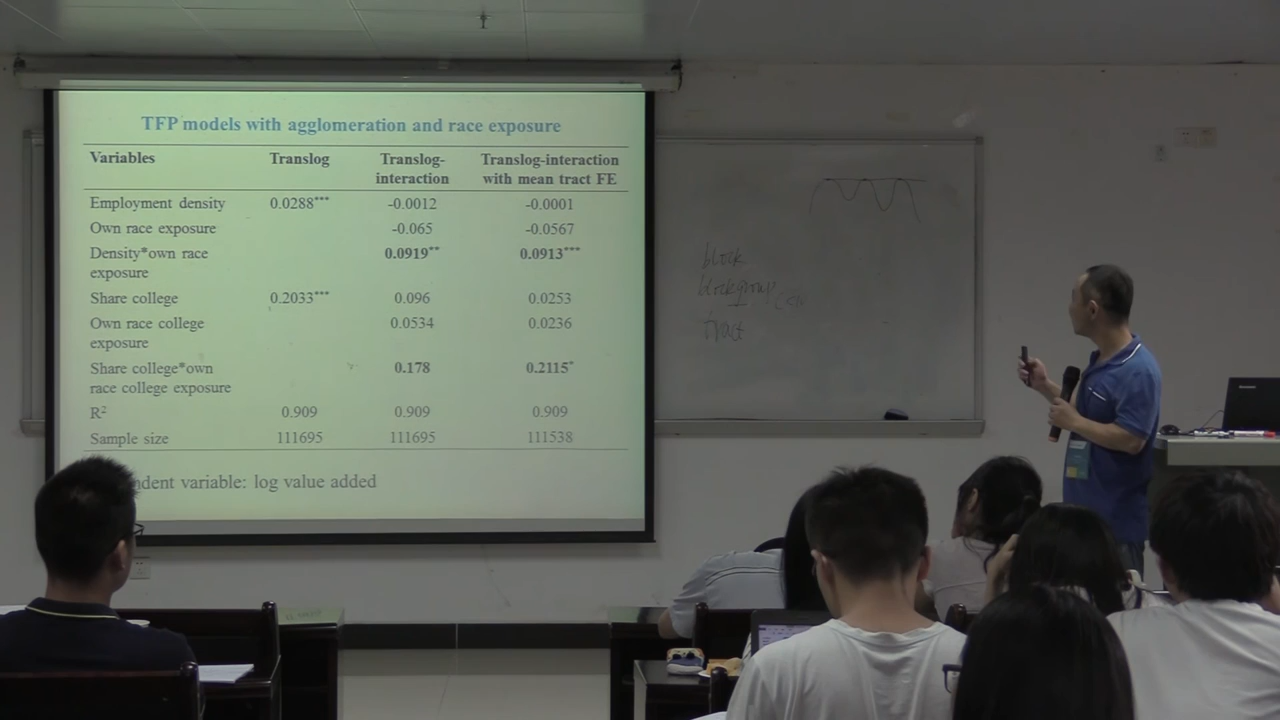 TFP models with agglomeration and race exposure
Variables Translog Translog- Translog-interaction
interaction with mean tract FE
Employment density 0.0288*** -0.0012 -0.0001
Own race exposure -0.065 -0.0567
Density*own race 0.0919** 0.0913***
exposure
Share college 0.2033*** 0.096 0.0253
Own race college 0.0534 0.0236
exposure
Share college*own 0.178 0.2115*
race college exposure
R² 0.909 0.909 0.909
Sample size 111695 111695 111538
ndent variable: log value added
block
blockgroup
tract